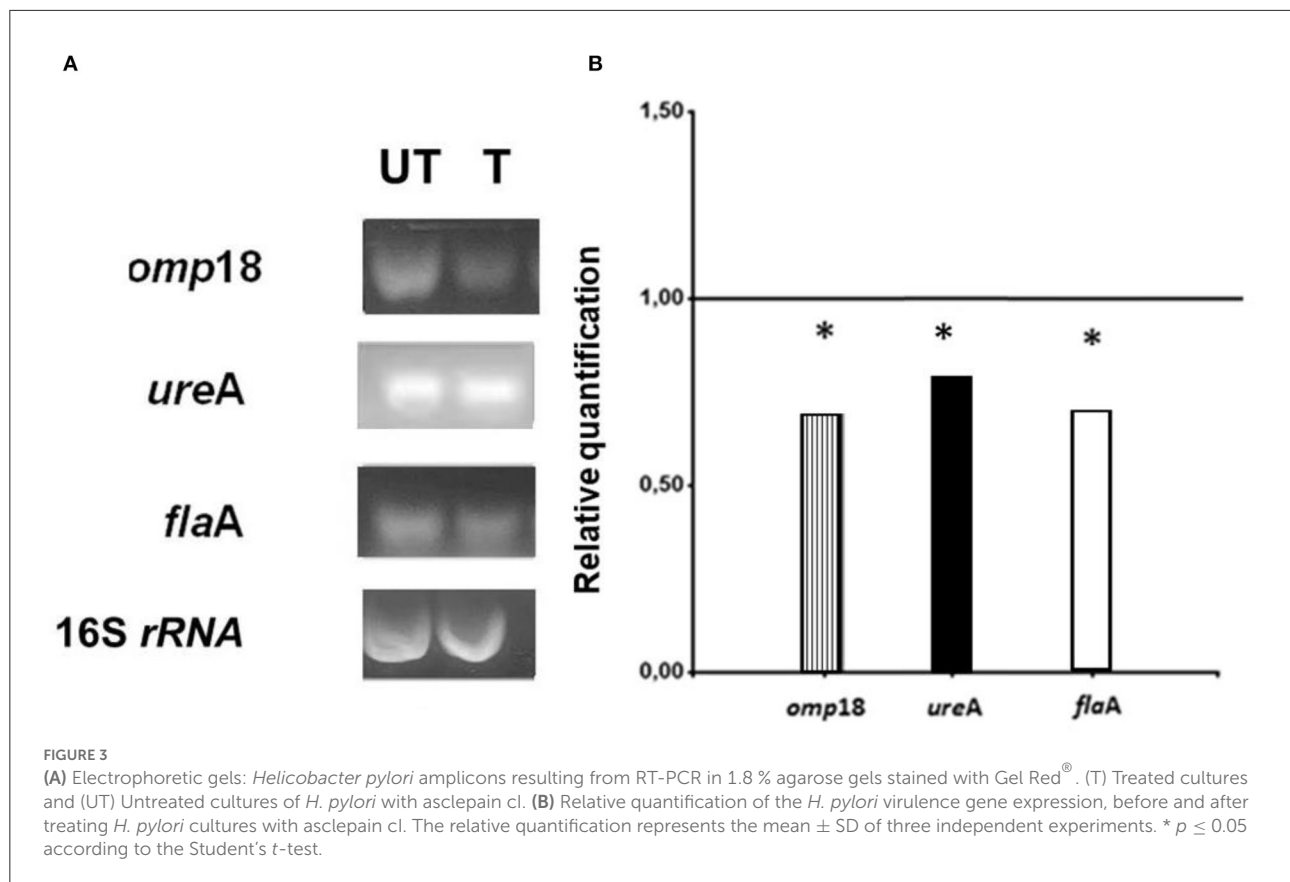 A
UT T
omp18
ureA
flaA
16S rRNA
B
Relative quantification
1,50
1,00
0,50
0,00
* * *
omp18 ureA flaA
FIGURE 3
(A) Electrophoretic gels: Helicobacter pylori amplicons resulting from RT-PCR in 1.8 % agarose gels stained with Gel Red®. (T) Treated cultures
and (UT) Untreated cultures of H. pylori with asclepain cI. (B) Relative quantification of the H. pylori virulence gene expression, before and after
treating H. pylori cultures with asclepain cI. The relative quantification represents the mean ± SD of three independent experiments. * p ≤ 0.05
according to the Student’s t-test.